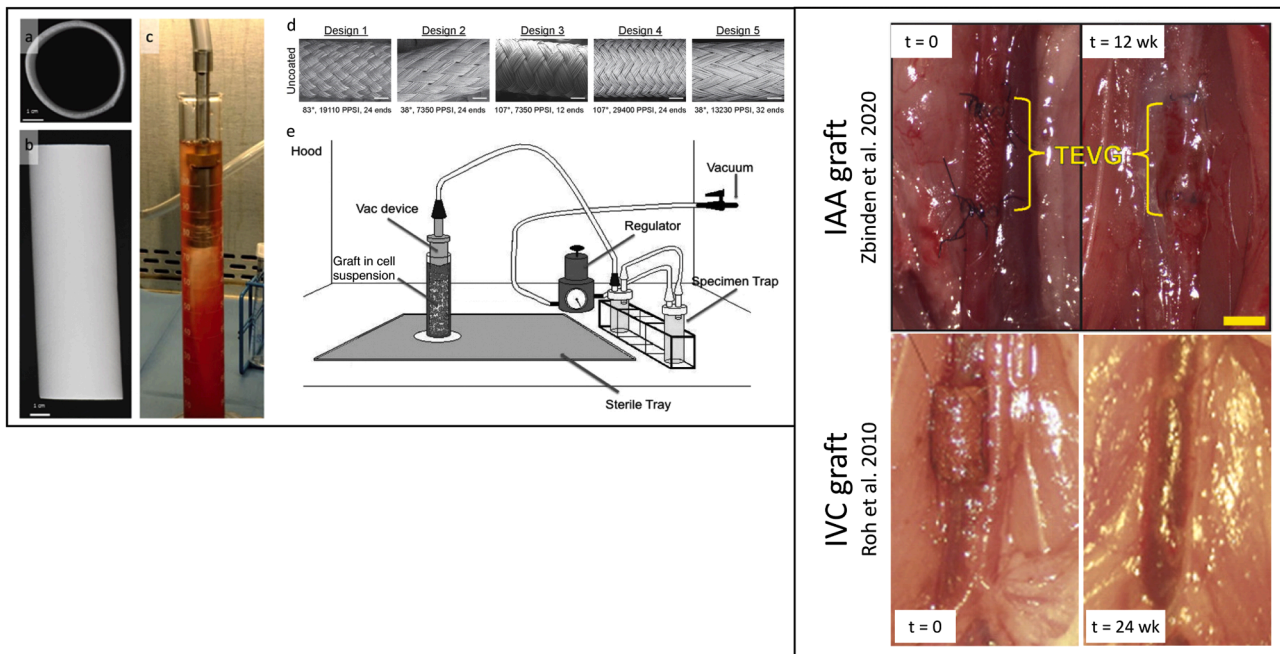 a
1 cm
b
1 cm
c
d
Design 1
Design 2
Design 3
Design 4
Design 5
Uncoated
83°, 19110 PPSI, 24 ends
38°, 7350 PPSI, 24 ends
107°, 7350 PPSI, 12 ends
107°, 29400 PPSI, 24 ends
38°, 13230 PPSI, 32 ends
e
Hood
Vacuum
Vac device
Regulator
Graft in cell
suspension
Specimen Trap
Sterile Tray
IAA graft
Zbinden et al. 2020
t = 0
t = 12 wk
TEVG
IVC graft
Roh et al. 2010
t = 0
t = 24 wk